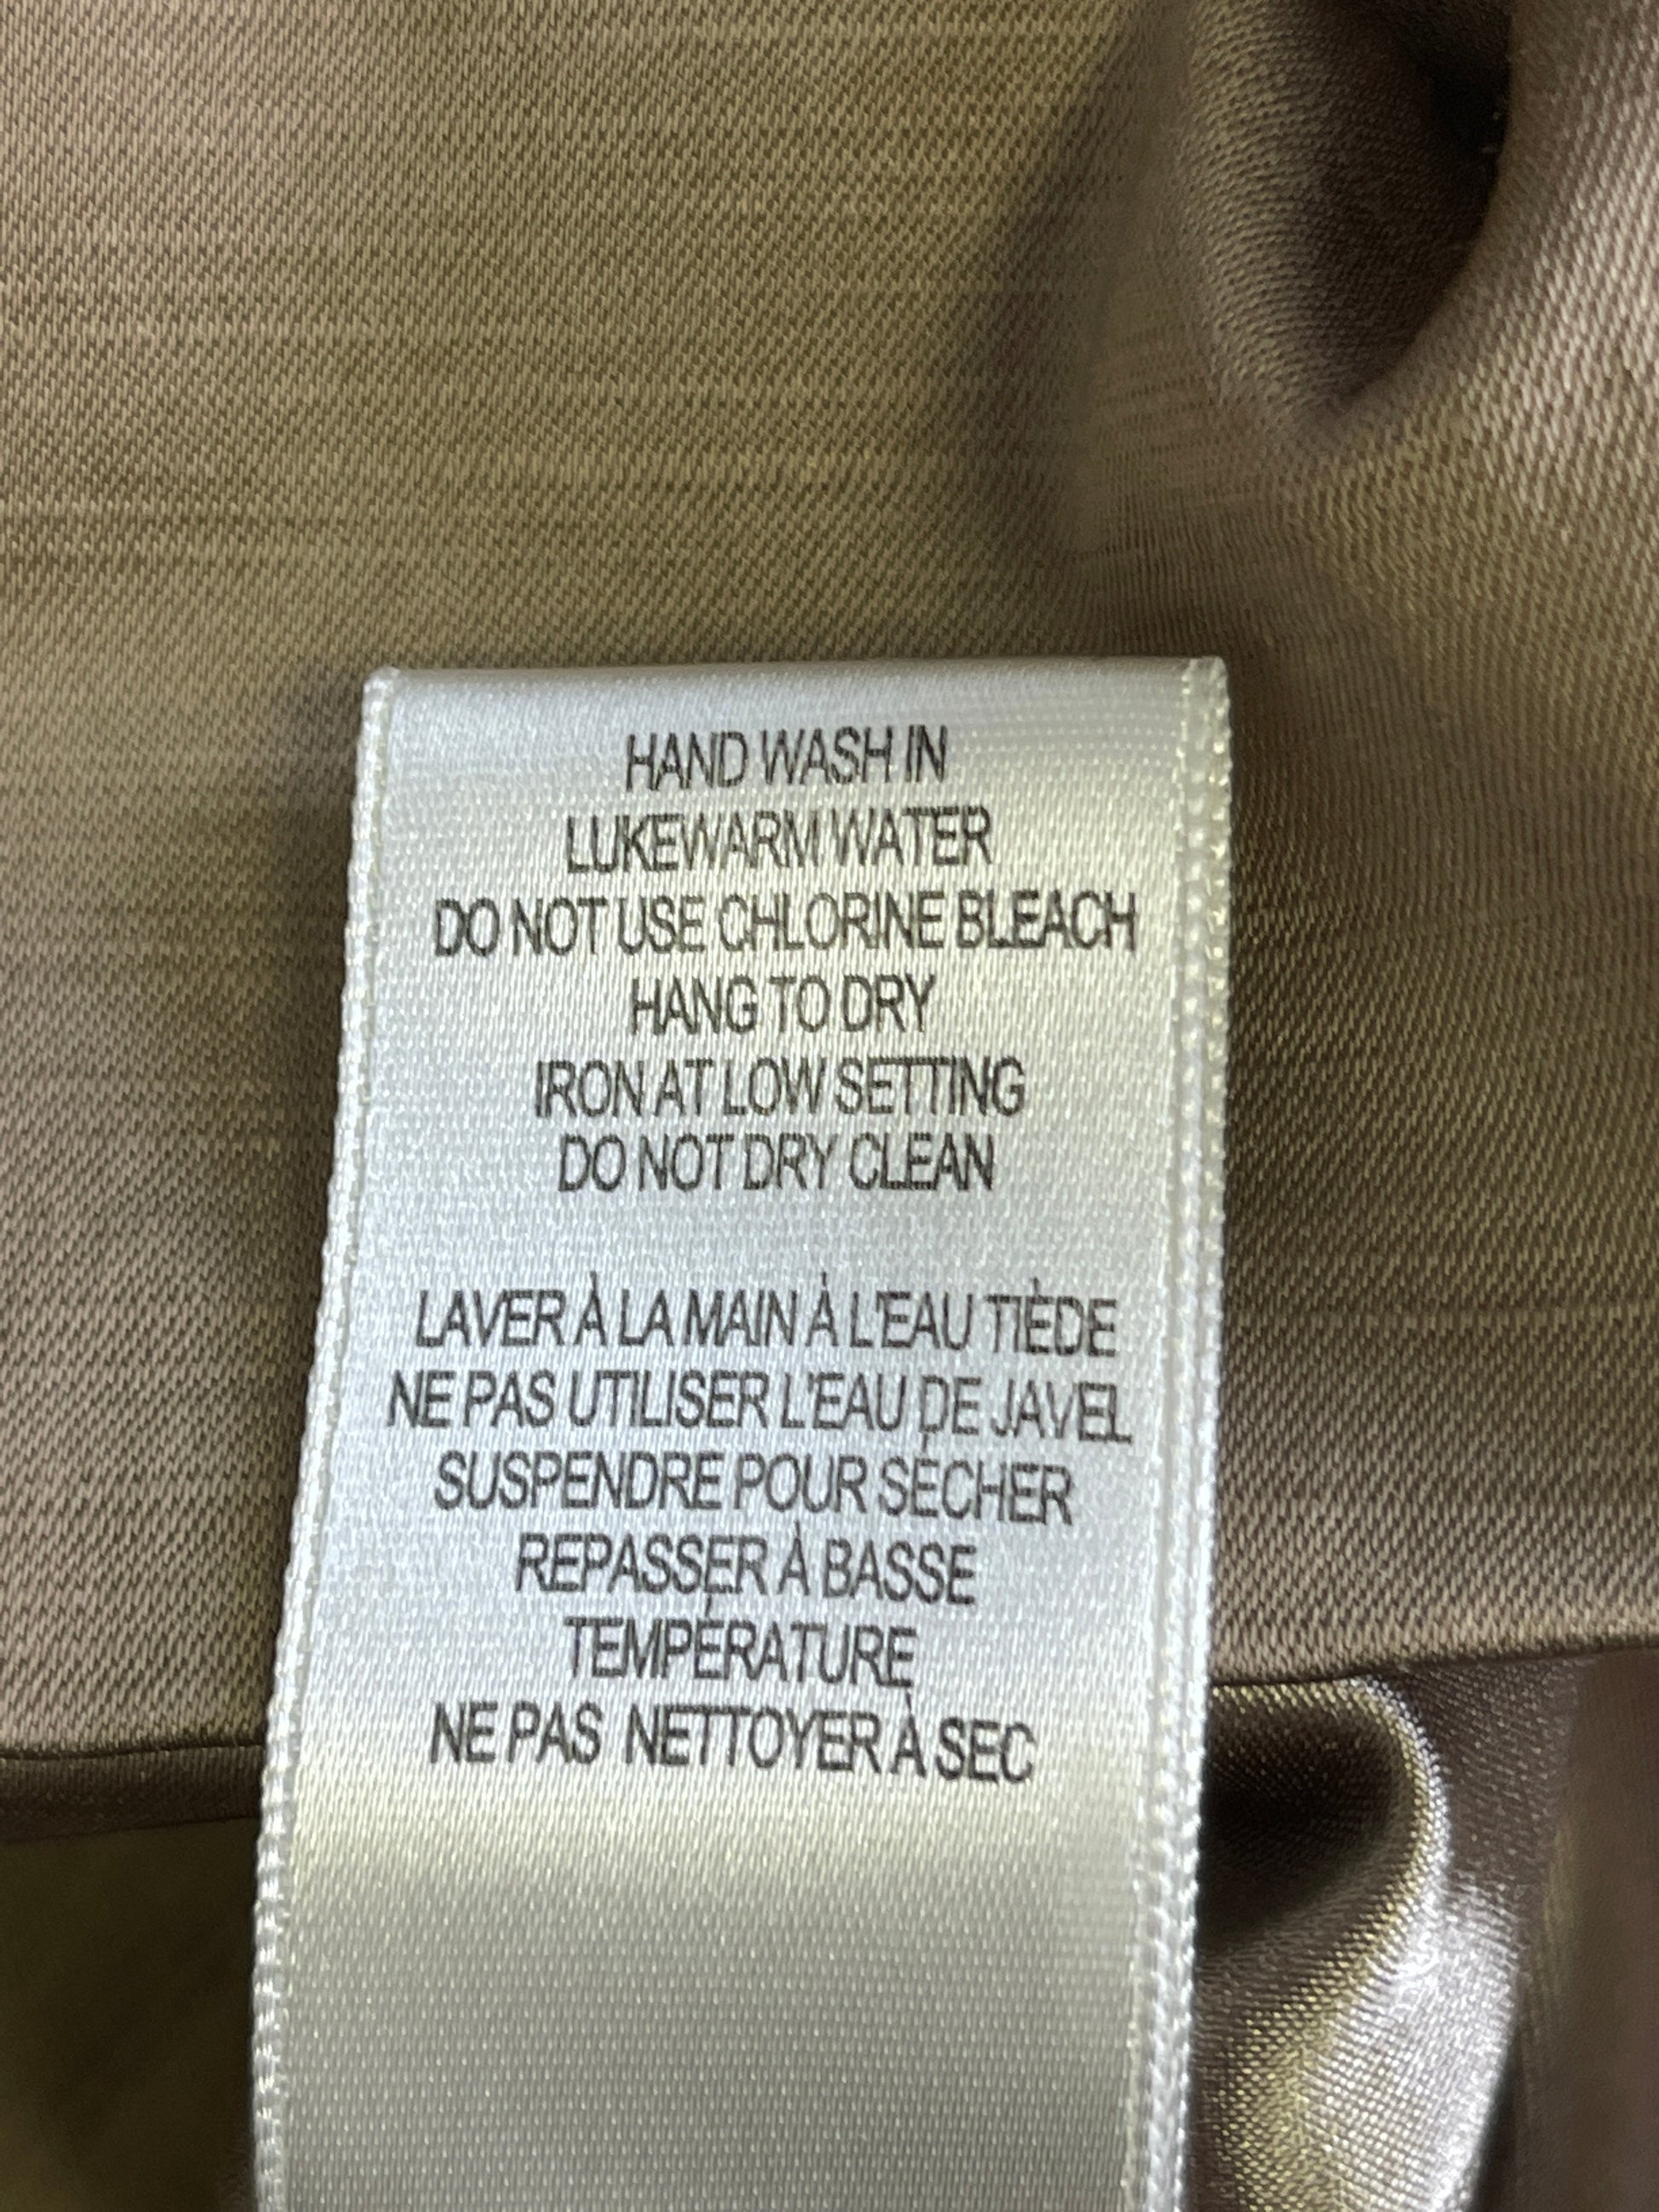 HAND WASH IN
LUKEWARM WATER
DO NOT USE CHLORINE BLEACH
HANG TO DRY
IRON AT LOW SETTING
DO NOT DRY CLEAN
LAVER À LA MAIN À L'EAU TIÈDE
NE PAS UTILISER L'EAU DE JAVEL
SUSPENDRE POUR SÉCHER
REPASSER À BASSE
TEMPÉRATURE
NE PAS NETTOYER À SEC